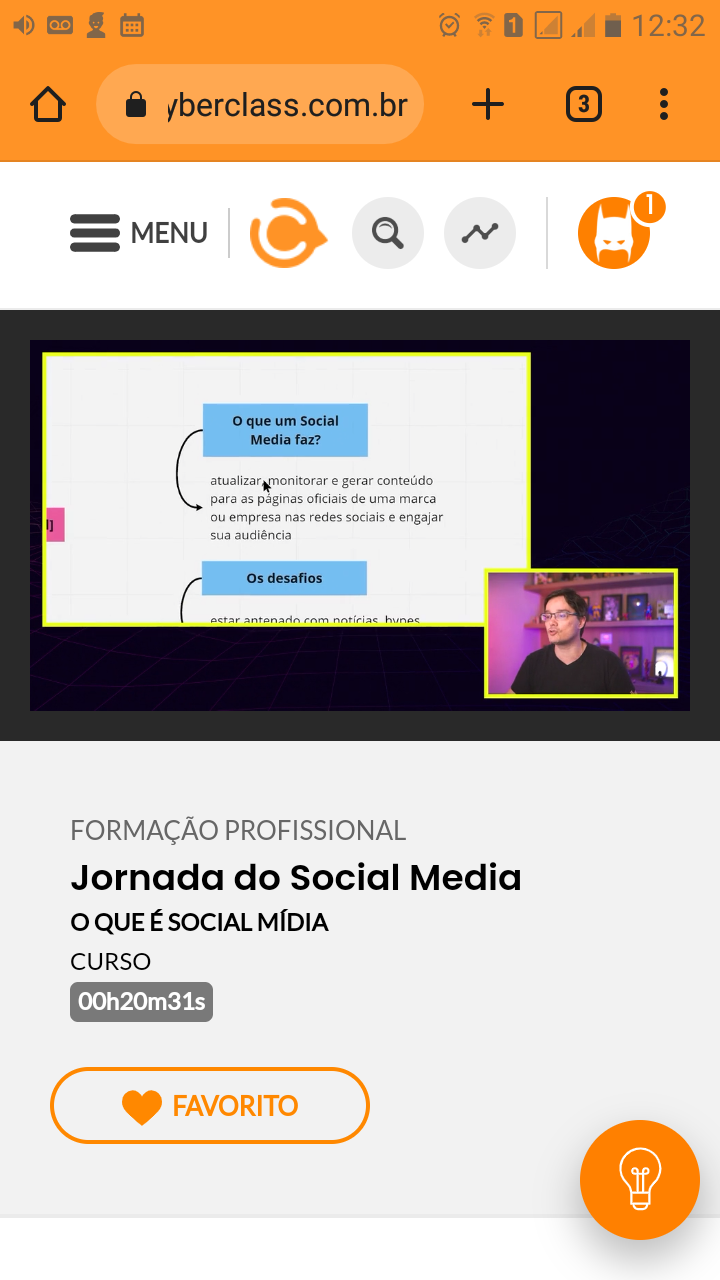 12:32
yberclass.com.br
3
MENU
1
O que um Social
Media faz?
atualizar, monitorar e gerar conteúdo
para as páginas oficiais de uma marca
ou empresa nas redes sociais e engajar
sua audiência
Os desafios
estar antenado com notícias, hypes
FORMAÇÃO PROFISSIONAL
Jornada do Social Media
O QUE É SOCIAL MÍDIA
CURSO
00h20m31s
FAVORITO